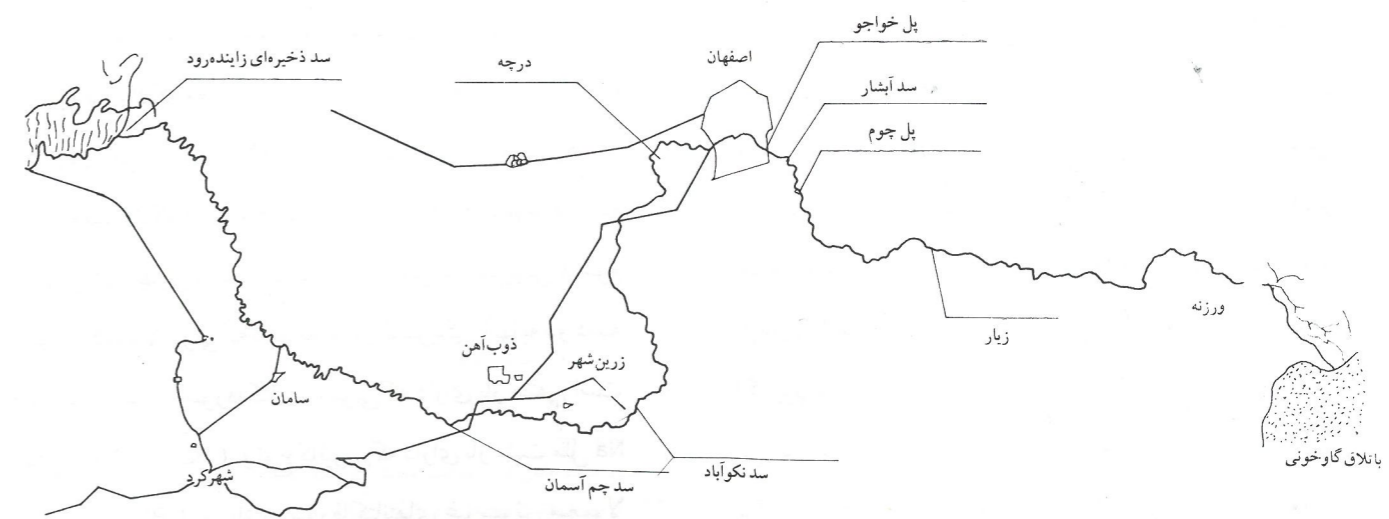 پل خواجو
اصفهان
سد ذخیره‌ای زاینده‌رود
درچه
سد آبشار
پل چوم
ورزنه
زیار
ذوب‌آهن
زرین‌شهر
سامان
باتلاق گاوخونی
شهرکرد
سد نکوآباد
سد چم آسمان